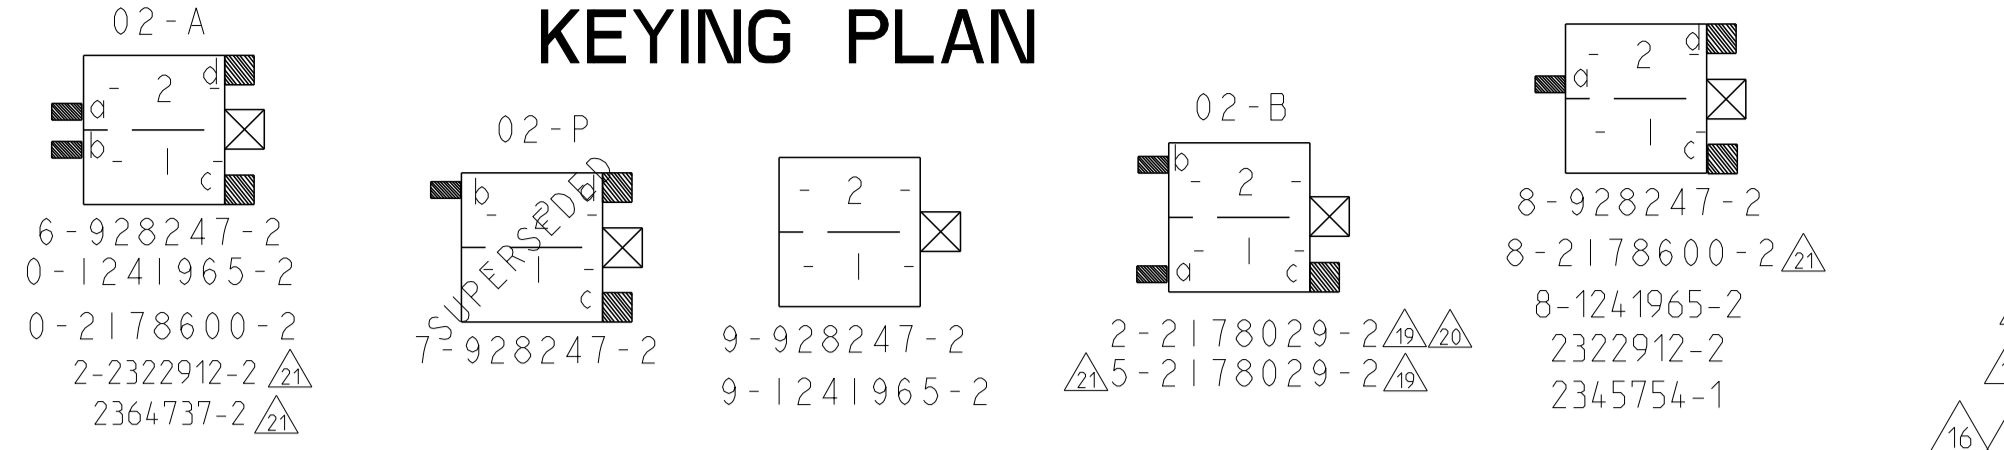 KEYING PLAN
02-A
d
2
a
b
1
c
6-928247-2
0-1241965-2
0-2178600-2
2-2322912-2 21
2364737-2 21
02-P
b
d
2
1
c
SUPERSEDED
7-928247-2
2
1
9-928247-2
9-1241965-2
02-B
b
2
1
a
c
2-2178029-2 19 20
21 5-2178029-2 19
d
2
a
1
c
8-928247-2
8-2178600-2 21
8-1241965-2
2322912-2
2345754-1
16